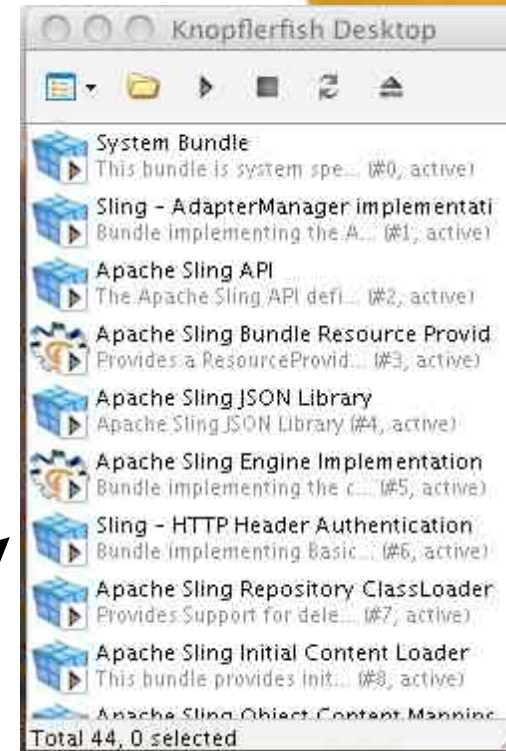 Knopflerfish Desktop
System Bundle
This bundle is system spe... (#0, active)
Sling - AdapterManager implementati
Bundle implementing the A... (#1, active)
Apache Sling API
The Apache Sling API defi... (#2, active)
Apache Sling Bundle Resource Provid
Provides a ResourceProvid... (#3, active)
Apache Sling JSON Library
Apache Sling JSON Library (#4, active)
Apache Sling Engine Implementation
Bundle implementing the c... (#5, active)
Sling - HTTP Header Authentication
Bundle implementing Basic... (#6, active)
Apache Sling Repository ClassLoader
Provides Support for dele... (#7, active)
Apache Sling Initial Content Loader
This bundle provides init... (#8, active)
Apache Sling Object Content Mapping
Total 44, 0 selected